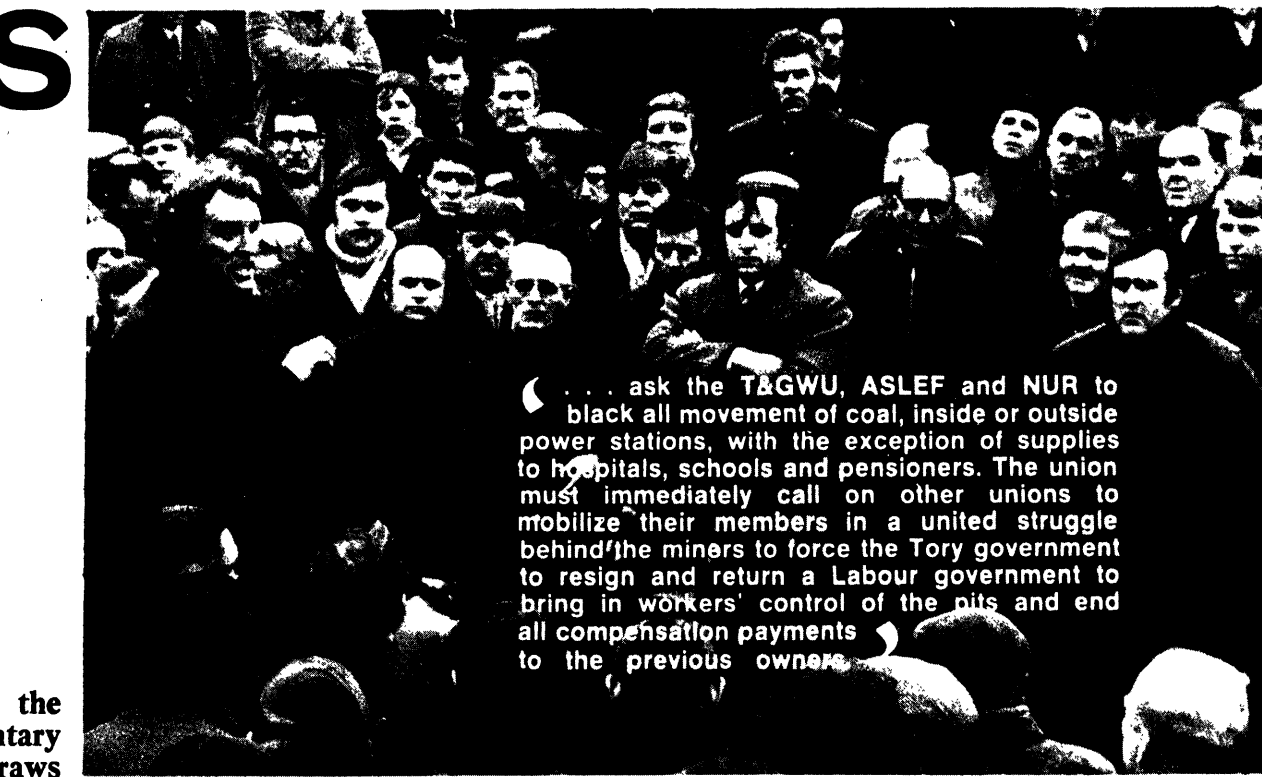 S
‘ . . . ask the T&GWU, ASLEF and NUR to
black all movement of coal, inside or outside
power stations, with the exception of supplies
to hospitals, schools and pensioners. The union
must immediately call on other unions to
mobilize their members in a united struggle
behind the miners to force the Tory government
to resign and return a Labour government to
bring in workers' control of the pits and end
all compensation payments ’
to the previous owners.
the
ntary
raws